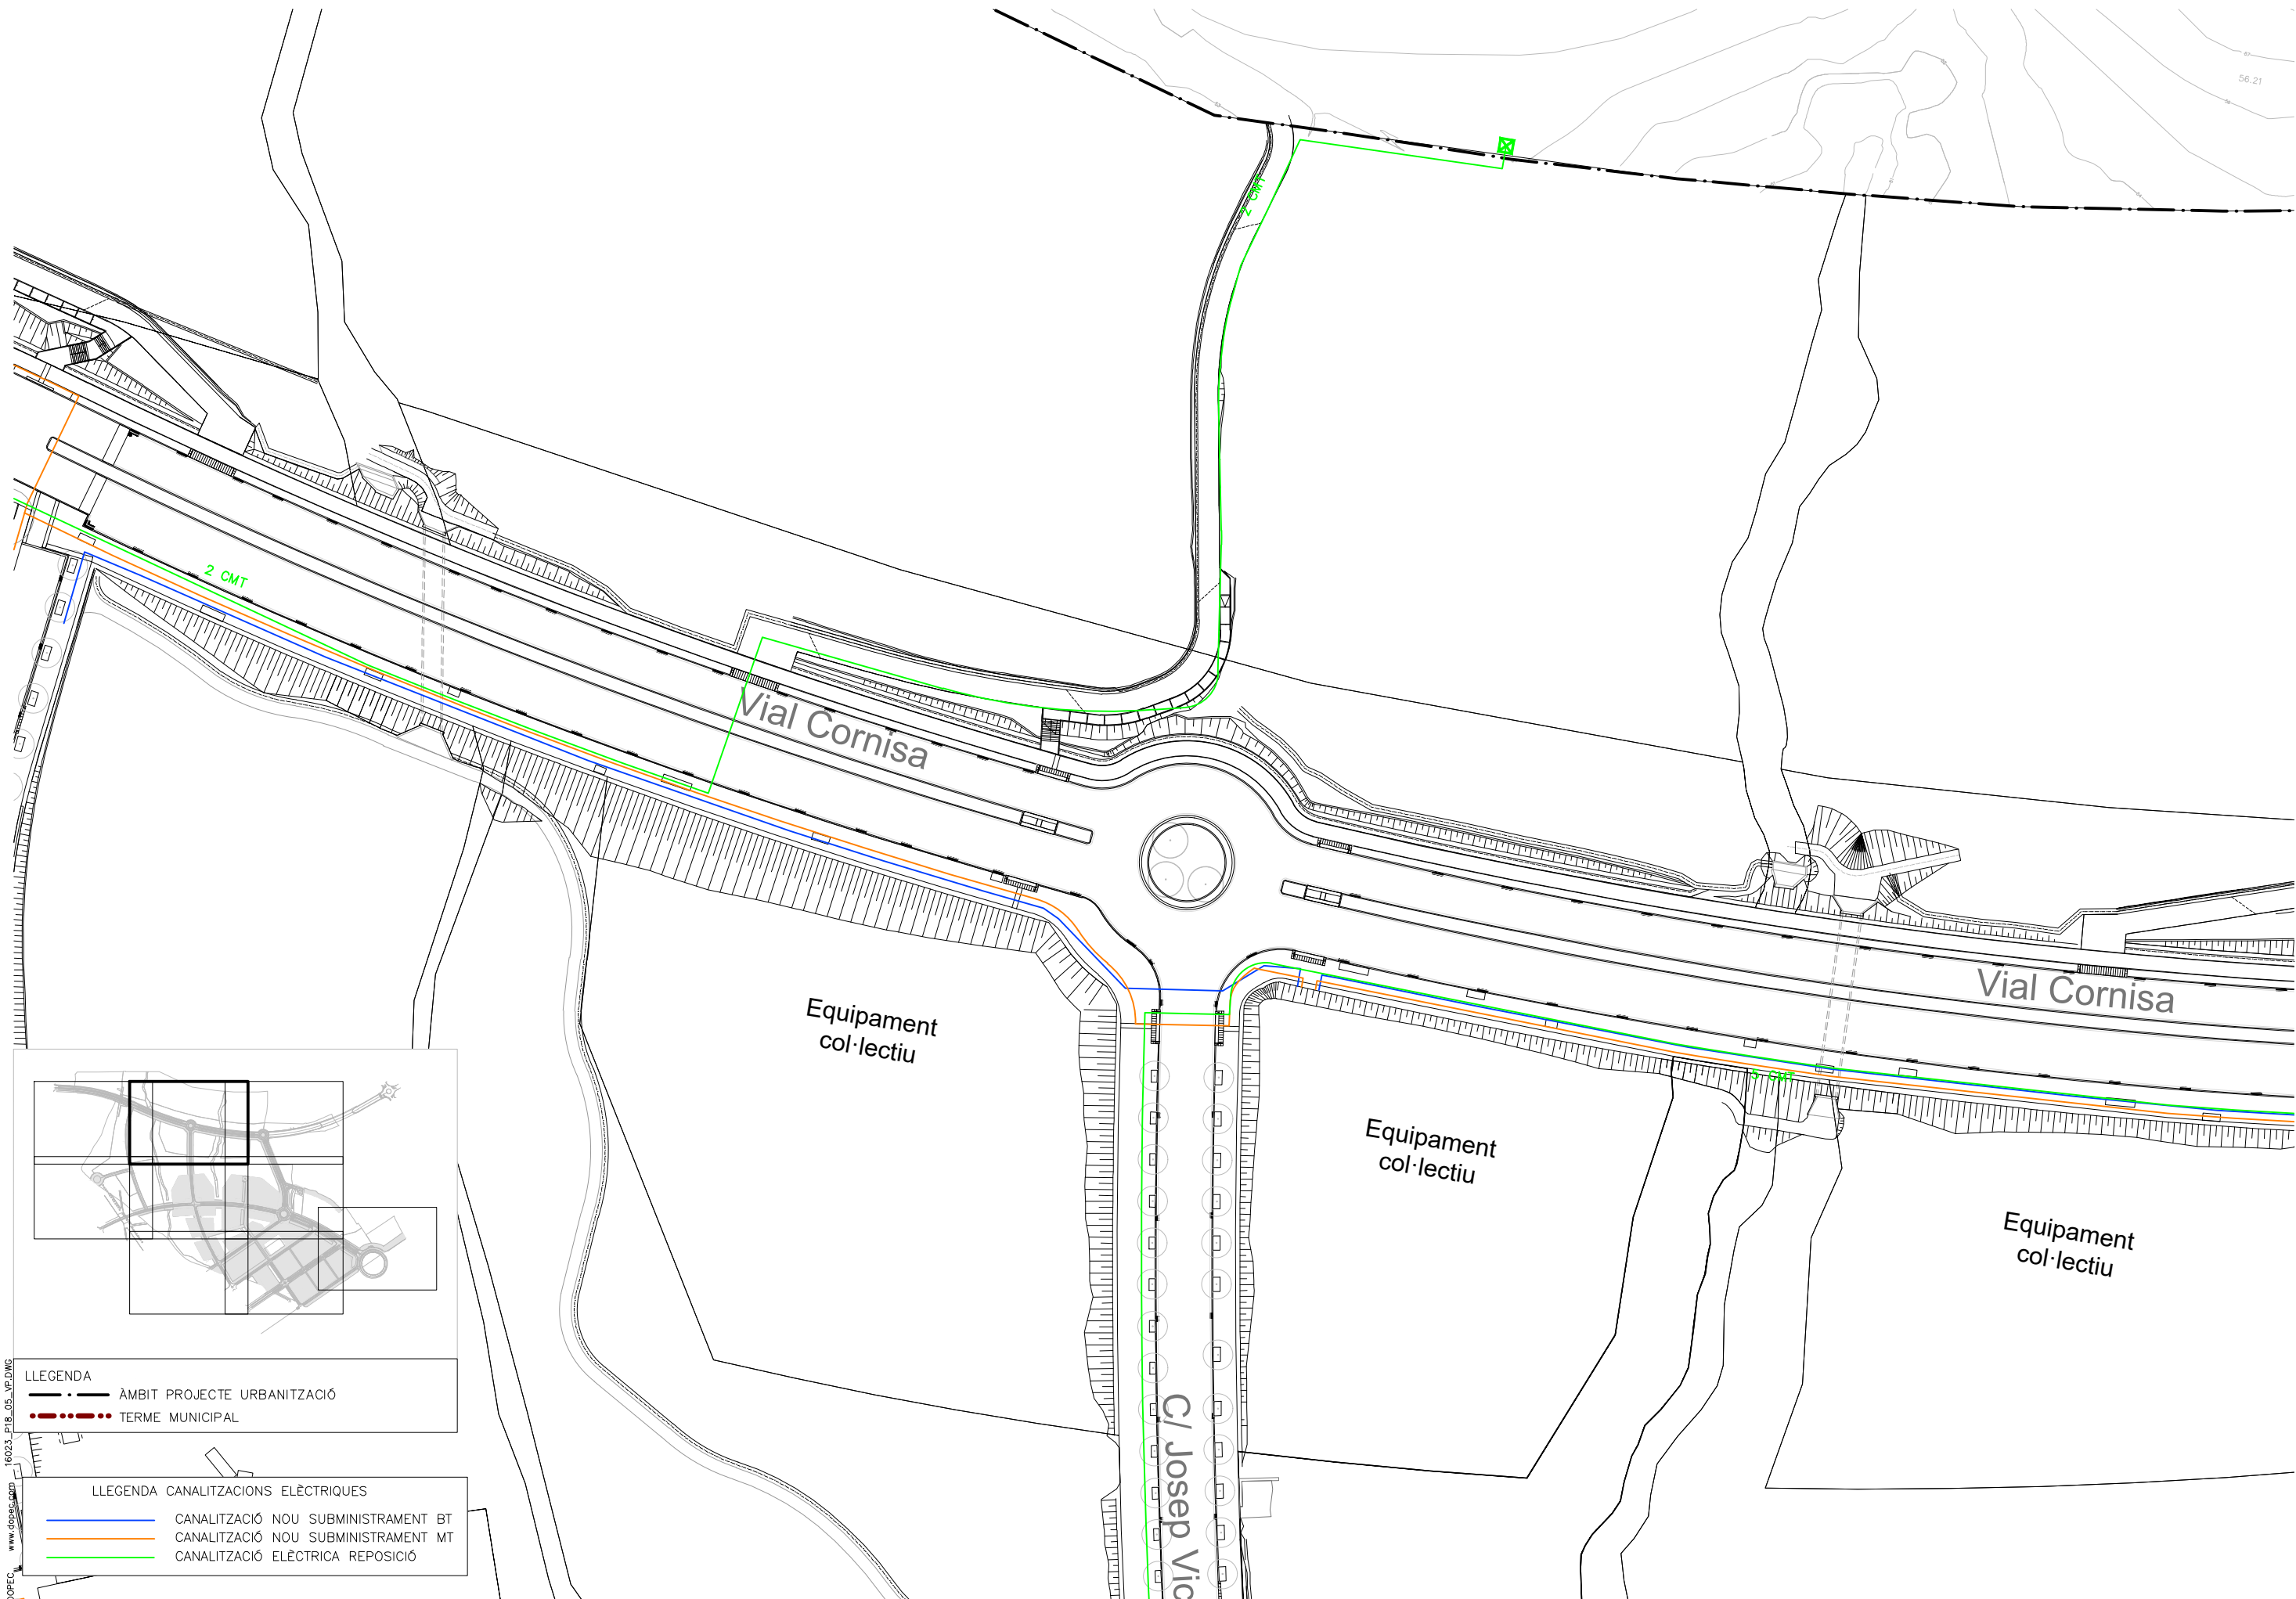 56.21
2 CMT
2 CMT
Vial Cornisa
Vial Cornisa
Equipament
col·lectiu
3 CMT
Equipament
col·lectiu
Equipament
col·lectiu
C/ Josep Vic
LLEGENDA
ÀMBIT PROJECTE URBANITZACIÓ
TERME MUNICIPAL
LLEGENDA CANALITZACIONS ELÈCTRIQUES
CANALITZACIÓ NOU SUBMINISTRAMENT BT
CANALITZACIÓ NOU SUBMINISTRAMENT MT
CANALITZACIÓ ELÈCTRICA REPOSICIÓ
DOPEC www.dopec.com 16023_P18_05_VP.DWG